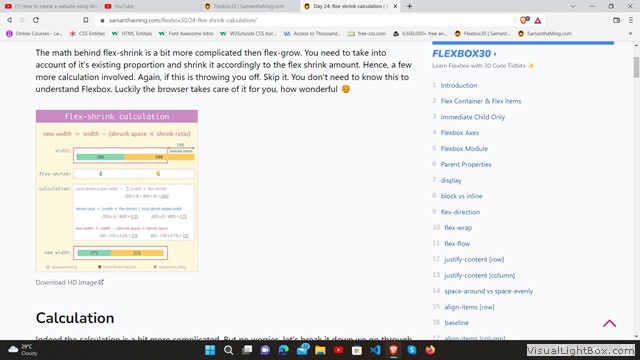 (1) How to create a website using ht
YouTube
Flexbox30 | SamanthaMing.com
Day 24: flex-shrink calculation |
samanthaming.com/flexbox30/24-flex-shrink-calculation/
Online Courses - Le
CSS Tricks
HTML Entities
Font Awesome Intro
W3Schools CSS bor
Docs
Access to Thousand
free-css.com
6,600,000+ free an
Flexbox30 | Samant
SamanthaMing.com
The math behind flex-shrink is a bit more complicated then flex-grow. You need to take into
account of it's existing proportion and shrink it accordingly to the flex shrink amount. Hence, a few
more calculation involved. Again, if this is throwing you off. Skip it. You don't need to know this to
understand Flexbox. Luckily the browser takes care of it for you, how wonderful 😊
flex-shrink calculation
new width = width - (shrunk space × shrink ratio)
width:
300
500
100
flex-shrink:
4
6
calculation:
new width:
275
525
Download HD Image
Calculation
Indeed the calculation is a bit more complicated. But no worries, let's break it down we go through
FLEXBOX30
Learn Flexbox with 30 Code Tidbits ✨
1 Introduction
2 Flex Container & Flex Items
3 Immediate Child Only
4 Flexbox Axes
5 Flexbox Module
6 Parent Properties
7 display
8 block vs inline
9 flex-direction
10 flex-wrap
11 flex-flow
12 justify-content [row]
13 justify-content [column]
14 space-around vs space-evenly
15 align-items [row]
16 baseline
17 align-items [column]
29°C
Cloudy
VisualLightBox.com